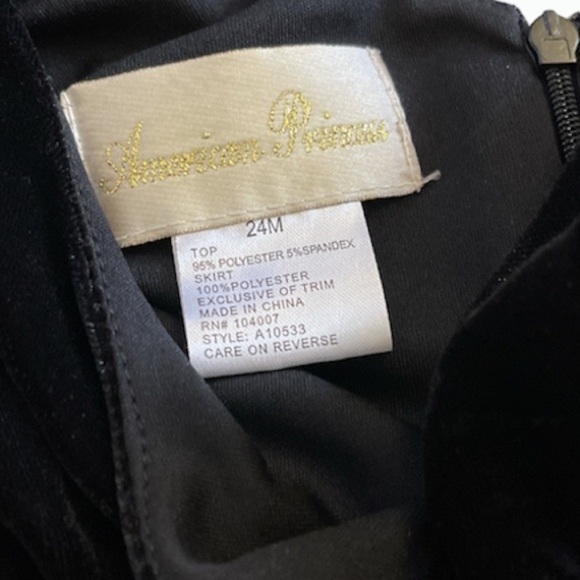 American Princess
24M
TOP
95% POLYESTER 5%SPANDEX
SKIRT
100%POLYESTER
EXCLUSIVE OF TRIM
MADE IN CHINA
RN# 104007
STYLE: A10533
CARE ON REVERSE